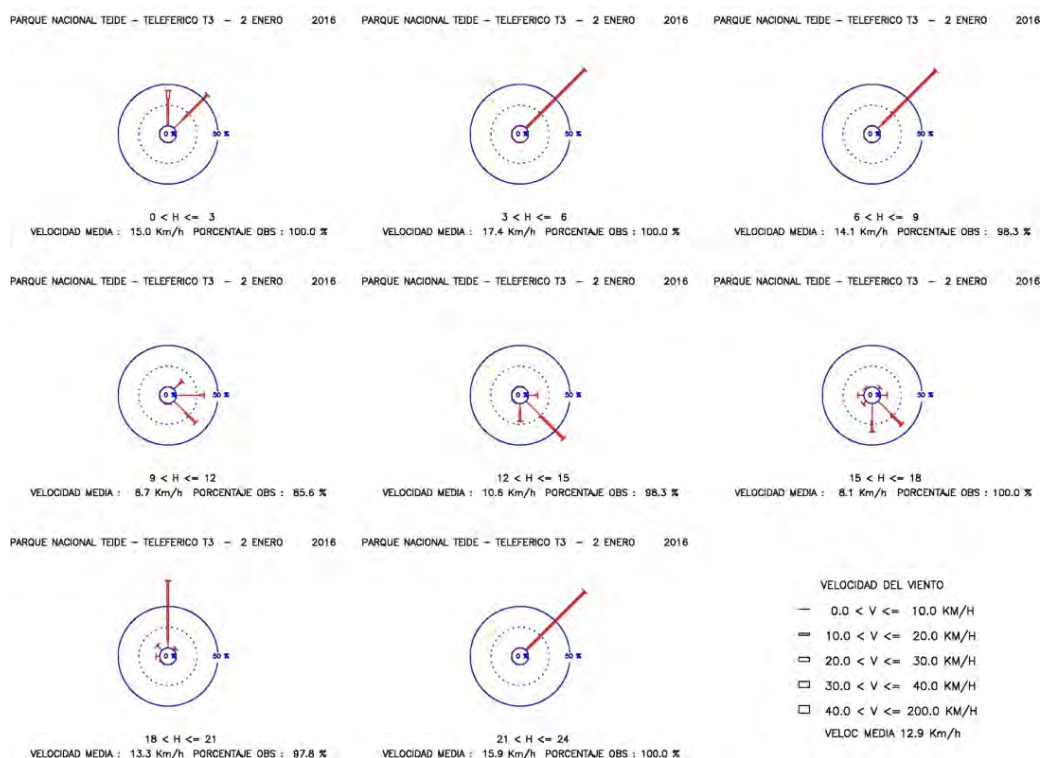 PARQUE NACIONAL TEIDE – TELEFERICO T3 – 2 ENERO 2016
0 %
50 %
0 < H <= 3
VELOCIDAD MEDIA : 15.0 Km/h PORCENTAJE OBS : 100.0 %
PARQUE NACIONAL TEIDE – TELEFERICO T3 – 2 ENERO 2016
0 %
50 %
3 < H <= 6
VELOCIDAD MEDIA : 17.4 Km/h PORCENTAJE OBS : 100.0 %
PARQUE NACIONAL TEIDE – TELEFERICO T3 – 2 ENERO 2016
0 %
50 %
6 < H <= 9
VELOCIDAD MEDIA : 14.1 Km/h PORCENTAJE OBS : 98.3 %
PARQUE NACIONAL TEIDE – TELEFERICO T3 – 2 ENERO 2016
0 %
50 %
9 < H <= 12
VELOCIDAD MEDIA : 8.7 Km/h PORCENTAJE OBS : 85.6 %
PARQUE NACIONAL TEIDE – TELEFERICO T3 – 2 ENERO 2016
0 %
50 %
12 < H <= 15
VELOCIDAD MEDIA : 10.6 Km/h PORCENTAJE OBS : 98.3 %
PARQUE NACIONAL TEIDE – TELEFERICO T3 – 2 ENERO 2016
0 %
50 %
15 < H <= 18
VELOCIDAD MEDIA : 8.1 Km/h PORCENTAJE OBS : 100.0 %
PARQUE NACIONAL TEIDE – TELEFERICO T3 – 2 ENERO 2016
0 %
50 %
18 < H <= 21
VELOCIDAD MEDIA : 13.3 Km/h PORCENTAJE OBS : 97.8 %
PARQUE NACIONAL TEIDE – TELEFERICO T3 – 2 ENERO 2016
0 %
50 %
21 < H <= 24
VELOCIDAD MEDIA : 15.9 Km/h PORCENTAJE OBS : 100.0 %
VELOCIDAD DEL VIENTO
0.0 < V <= 10.0 KM/H
10.0 < V <= 20.0 KM/H
20.0 < V <= 30.0 KM/H
30.0 < V <= 40.0 KM/H
40.0 < V <= 200.0 KM/H
VELOC MEDIA 12.9 Km/h